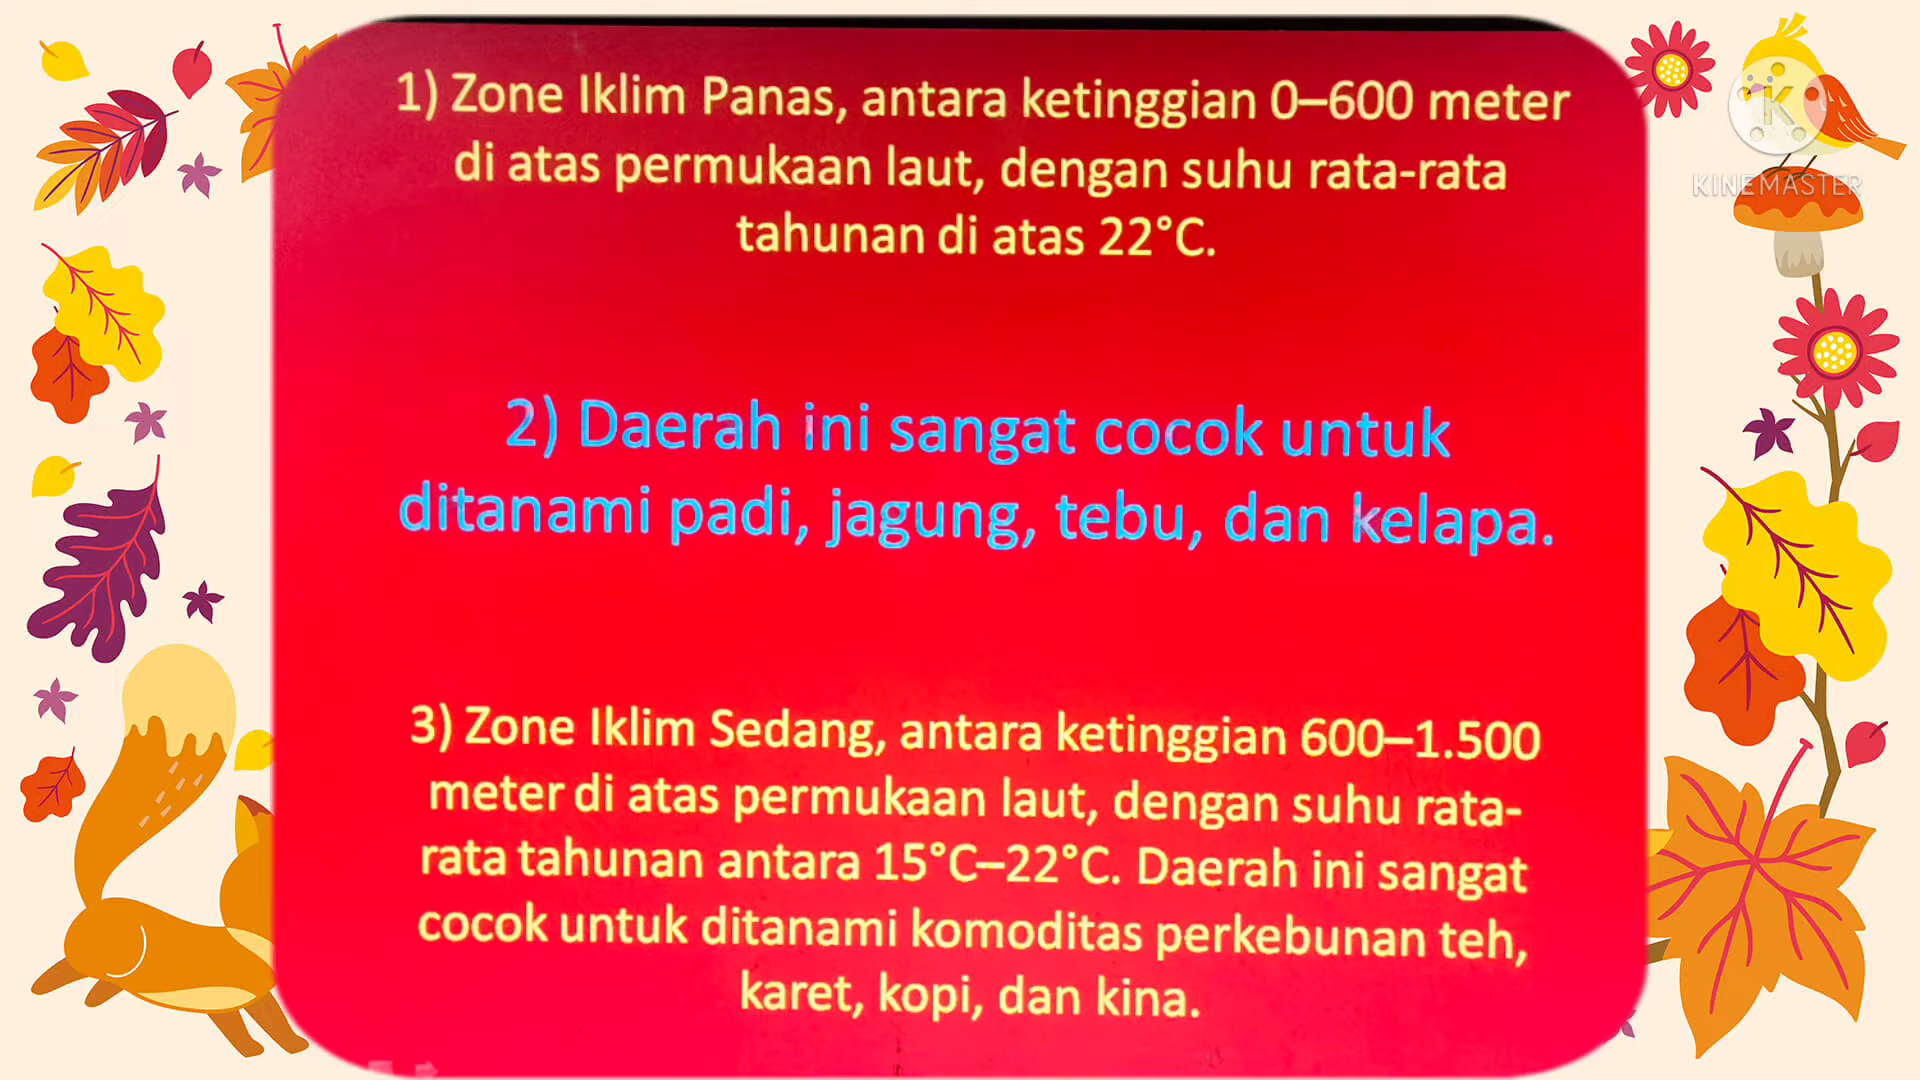 1) Zone Iklim Panas, antara ketinggian 0–600 meter
di atas permukaan laut, dengan suhu rata-rata
tahunan di atas 22°C.
2) Daerah ini sangat cocok untuk
ditanami padi, jagung, tebu, dan kelapa.
3) Zone Iklim Sedang, antara ketinggian 600–1.500
meter di atas permukaan laut, dengan suhu rata-
rata tahunan antara 15°C–22°C. Daerah ini sangat
cocok untuk ditanami komoditas perkebunan teh,
karet, kopi, dan kina.
K
KINEMASTER